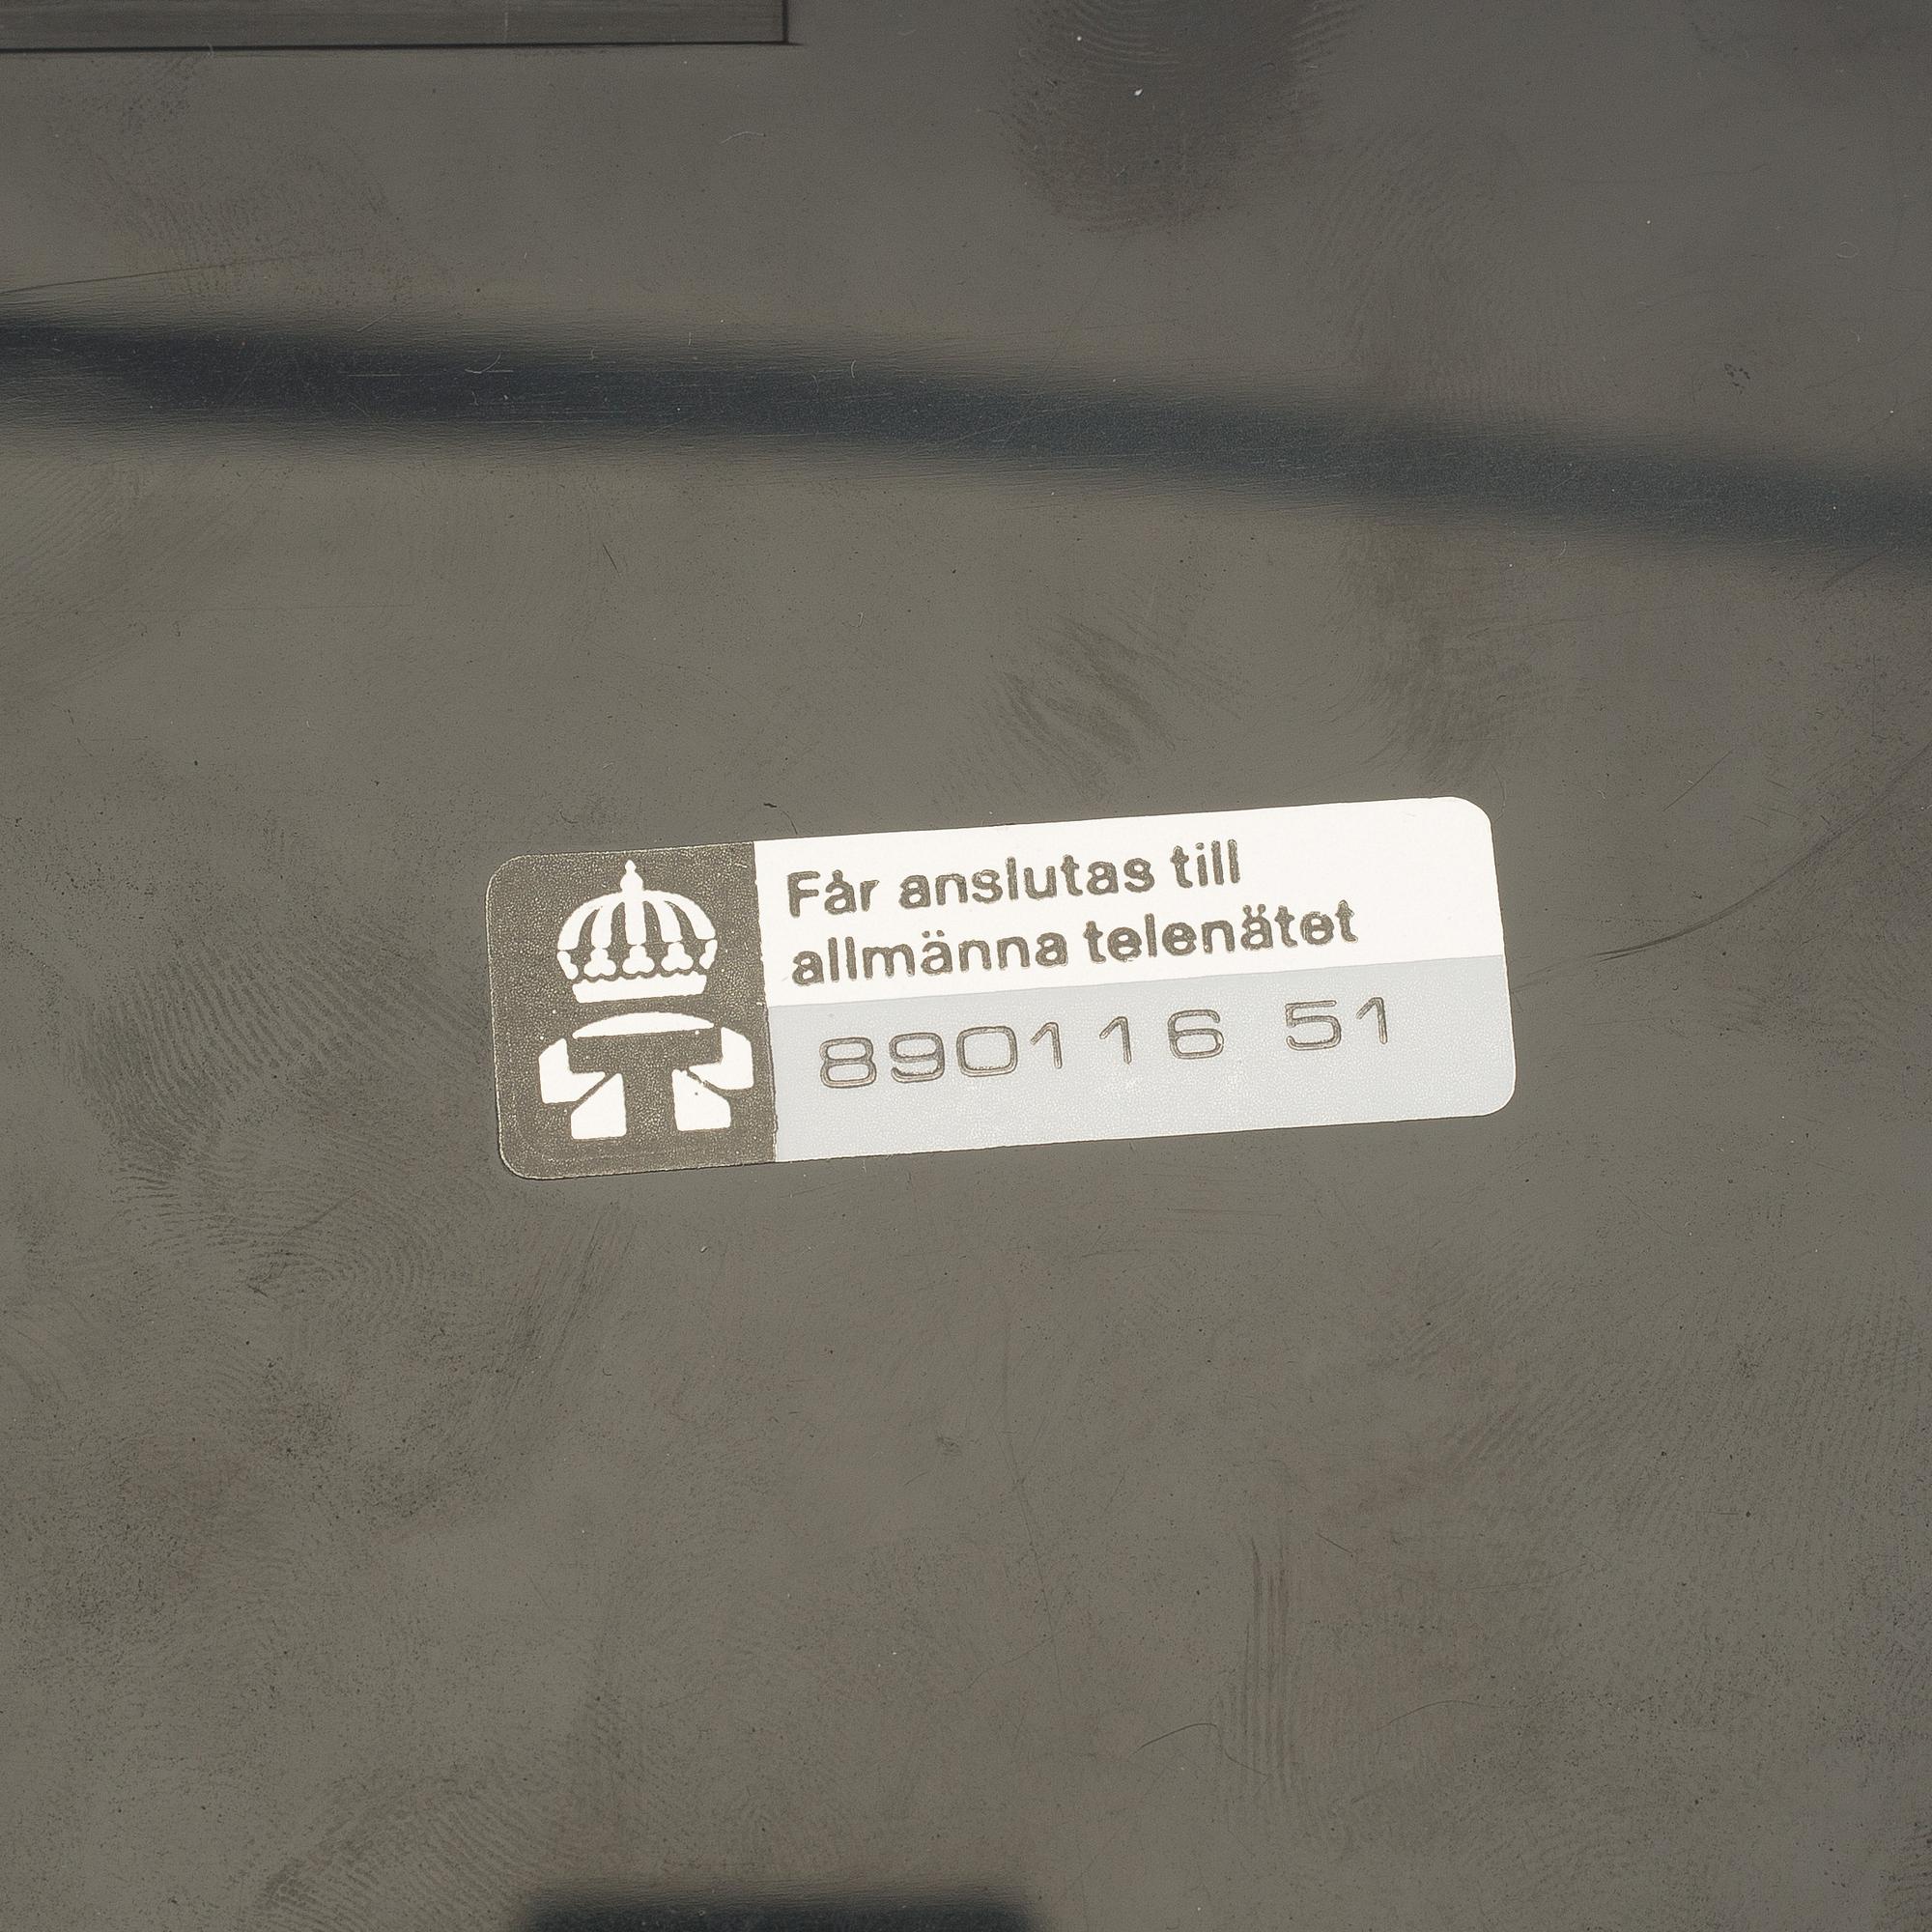 Får anslutas till
allmänna telenätet
890116 51